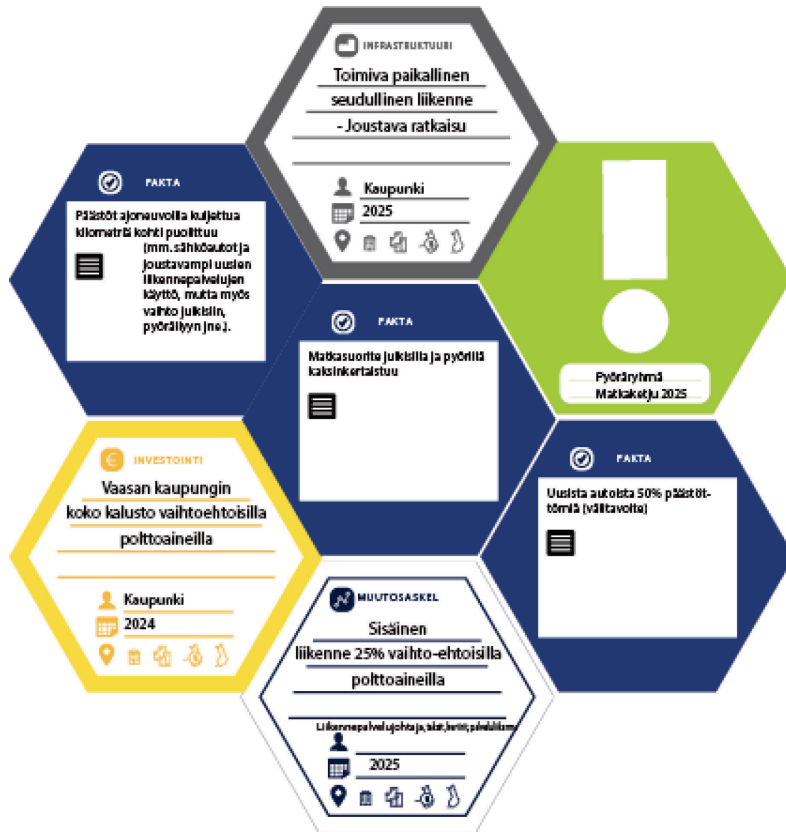 INFRASTRUKTUURI
Toimiva paikallinen
seudullinen liikenne
- Joustava ratkaisu
Kaupunki
2025
FAKTA
Päästöt ajoneuvoilla kuljettua
kilometriä kohti puolittuu
(mm. sähköautot ja
joustavampi uusien
liikennepalvelujen
käyttö, mutta myös
vaihto julkisiin,
pyöräilyyn jne.).
FAKTA
Matkasuorite julkisilla ja pyörillä
kaksinkertaistuu
Pyöräryhmä
Matkaketju 2025
INVESTOINTI
Vaasan kaupungin
koko kalusto vaihtoehtoisilla
polttoaineilla
Kaupunki
2024
FAKTA
Uusista autoista 50% päästöt-
tömiä (välitavoite)
MUUTOSASKEL
Sisäinen
liikenne 25% vaihto-ehtoisilla
polttoaineilla
Liikennepalvelujohtaja,
2025